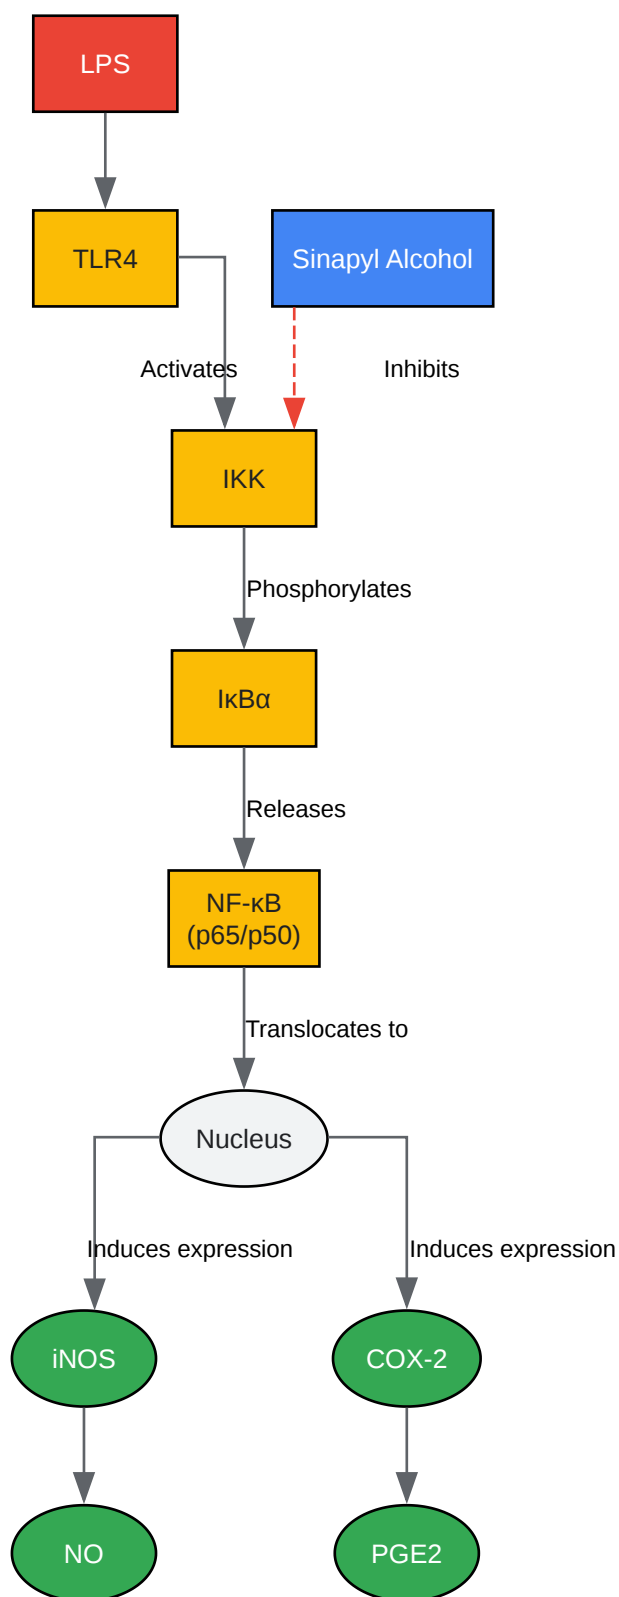 LPS
TLR4
Sinapyl Alcohol
Activates
Inhibits
IKK
Phosphorylates
IκBα
Releases
NF-κB
(p65/p50)
Translocates to
Nucleus
Induces expression
Induces expression
iNOS
COX-2
NO
PGE2